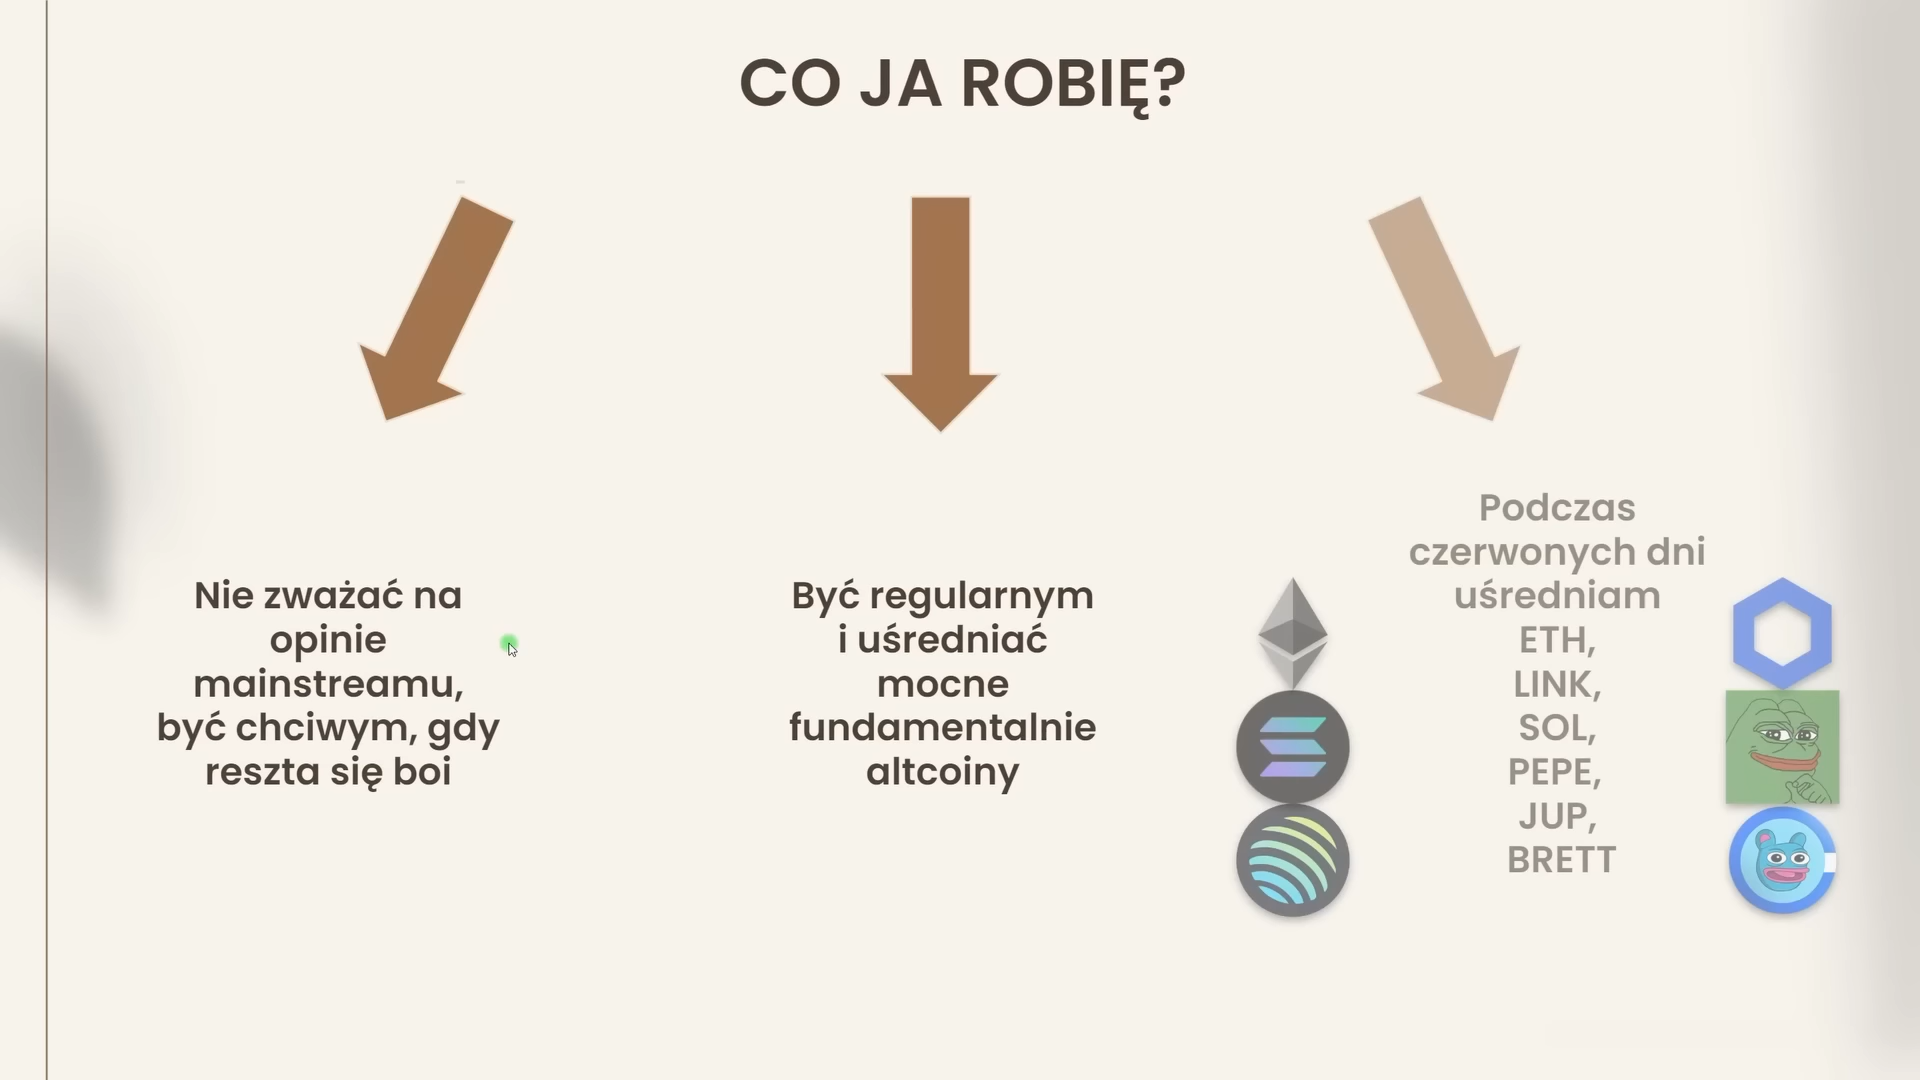 CO JA ROBIĘ?
Nie zważać na
opinie
mainstreamu,
być chciwym, gdy
reszta się boi
Być regularnym
i uśredniać
mocne
fundamentalnie
altcoiny
Podczas
czerwonych dni
uśredniam
ETH,
LINK,
SOL,
PEPE,
JUP,
BRETT